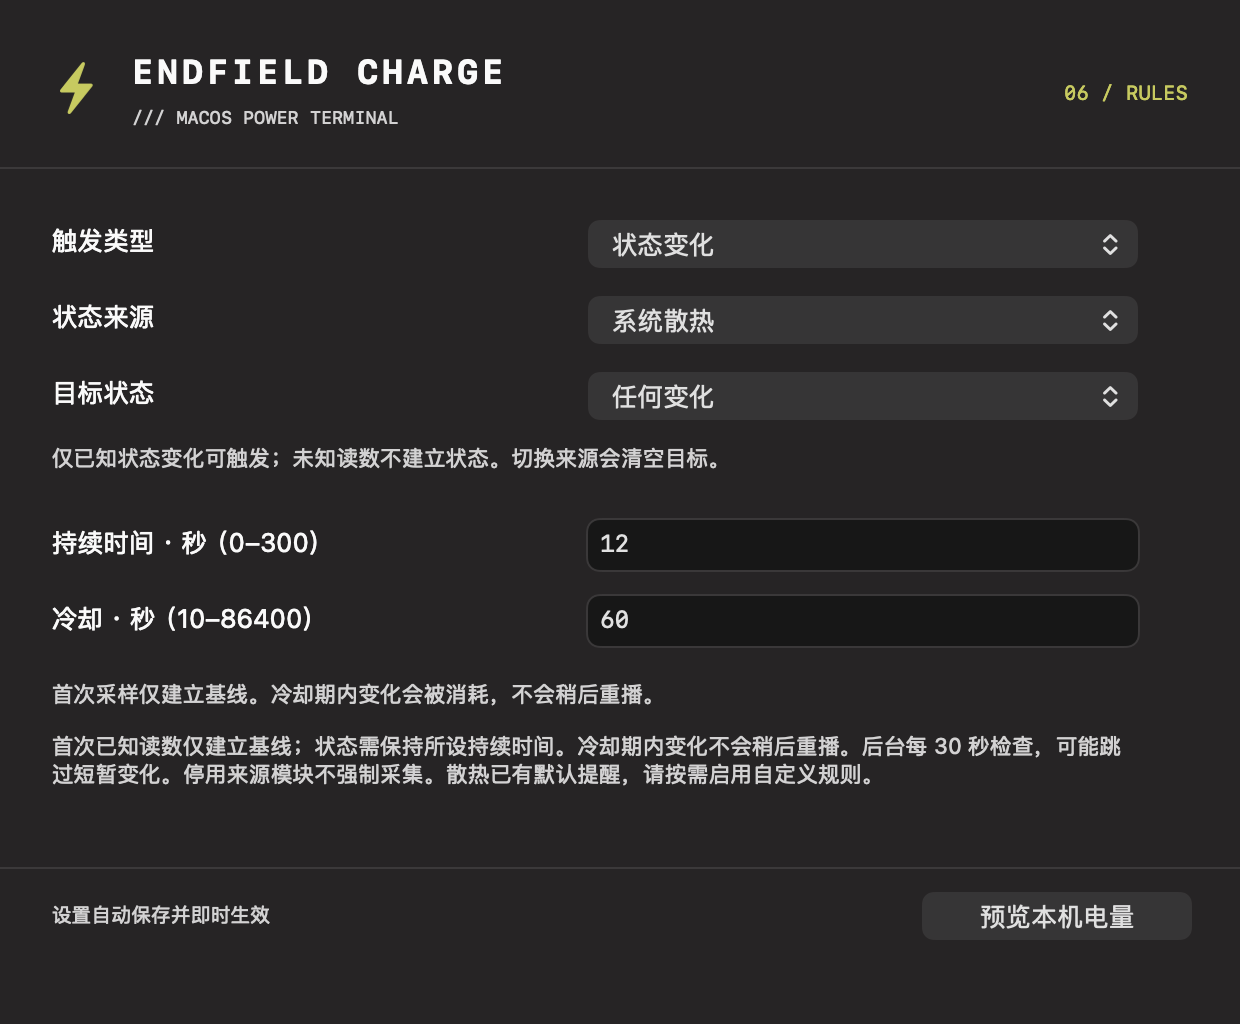 ENDFIELD CHARGE
/// MACOS POWER TERMINAL
06 / RULES
触发类型
状态变化
状态来源
系统散热
目标状态
任何变化
仅已知状态变化可触发；未知读数不建立状态。切换来源会清空目标。
持续时间 · 秒 (0–300)
12
冷却 · 秒 (10–86400)
60
首次采样仅建立基线。冷却期内变化会被消耗，不会稍后重播。
首次已知读数仅建立基线；状态需保持所设持续时间。冷却期内变化不会稍后重播。后台每 30 秒检查，可能跳
过短暂变化。停用来源模块不强制采集。散热已有默认提醒，请按需启用自定义规则。
设置自动保存并即时生效
预览本机电量